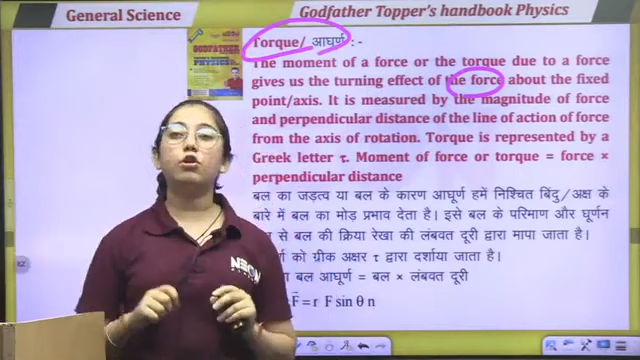 General Science
Godfather Topper's handbook Physics
GODFATHER
PHYSICS
Torque/ आघूर्ण :-
The moment of a force or the torque due to a force
gives us the turning effect of the force about the fixed
point/axis. It is measured by the magnitude of force
and perpendicular distance of the line of action of force
from the axis of rotation. Torque is represented by a
Greek letter τ. Moment of force or torque = force ×
perpendicular distance
बल का जड़त्व या बल के कारण आघूर्ण हमें निश्चित बिंदु/अक्ष के
बारे में बल का मोड़ प्रभाव देता है। इसे बल के परिमाण और घूर्णन
से बल की क्रिया रेखा की लंबवत दूरी द्वारा मापा जाता है।
को ग्रीक अक्षर τ द्वारा दर्शाया जाता है।
बल आघूर्ण = बल × लंबवत दूरी
F⃗ = r F sin θ n
NEON